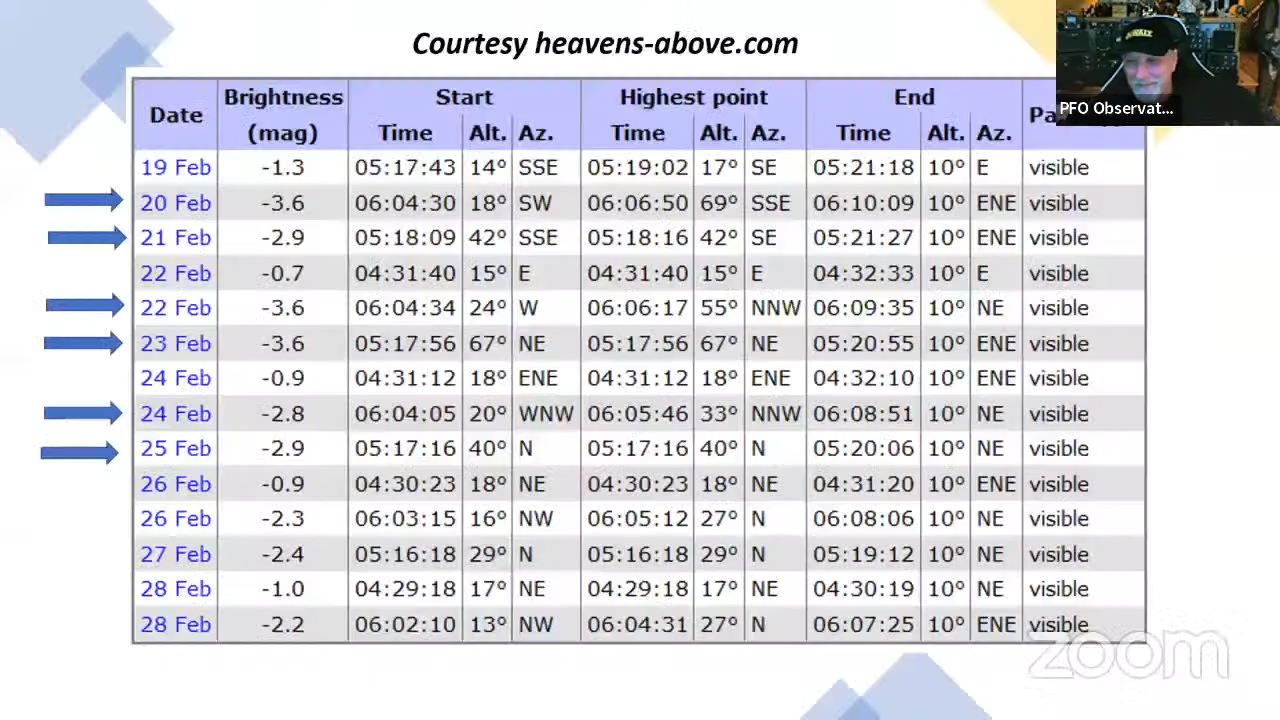 Courtesy heavens-above.com
DEWALT
PFO Observat...
Date Brightness (mag) Start Highest point End
Time Alt. Az. Time Alt. Az. Time Alt. Az.
19 Feb -1.3 05:17:43 14° SSE 05:19:02 17° SE 05:21:18 10° E visible
20 Feb -3.6 06:04:30 18° SW 06:06:50 69° SSE 06:10:09 10° ENE visible
21 Feb -2.9 05:18:09 42° SSE 05:18:16 42° SE 05:21:27 10° ENE visible
22 Feb -0.7 04:31:40 15° E 04:31:40 15° E 04:32:33 10° E visible
22 Feb -3.6 06:04:34 24° W 06:06:17 55° NNW 06:09:35 10° NE visible
23 Feb -3.6 05:17:56 67° NE 05:17:56 67° NE 05:20:55 10° ENE visible
24 Feb -0.9 04:31:12 18° ENE 04:31:12 18° ENE 04:32:10 10° ENE visible
24 Feb -2.8 06:04:05 20° WNW 06:05:46 33° NNW 06:08:51 10° NE visible
25 Feb -2.9 05:17:16 40° N 05:17:16 40° N 05:20:06 10° ENE visible
26 Feb -0.9 04:30:23 18° NE 04:30:23 18° NE 04:31:20 10° ENE visible
26 Feb -2.3 06:03:15 16° NW 06:05:12 27° N 06:08:06 10° NE visible
27 Feb -2.4 05:16:18 29° N 05:16:18 29° N 05:19:12 10° NE visible
28 Feb -1.0 04:29:18 17° NE 04:29:18 17° NE 04:30:19 10° NE visible
28 Feb -2.2 06:02:10 13° NW 06:04:31 27° N 06:07:25 10° ENE visible
zoom